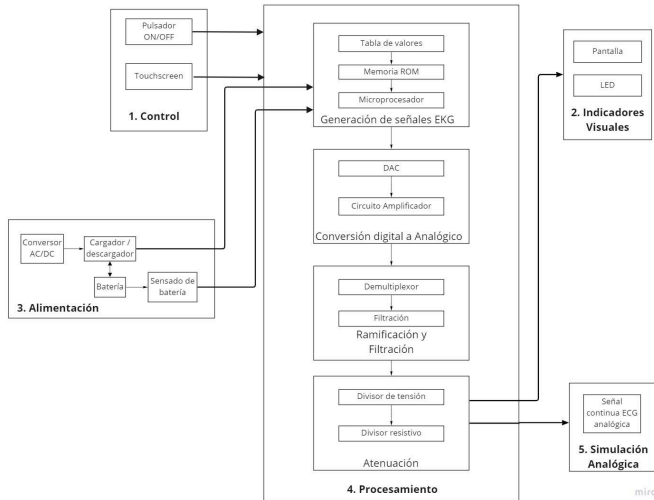 Pulsador
ON/OFF
Touchscreen
1. Control
Conversor
AC/DC
Cargador /
descargador
Batería
Sensado de
batería
3. Alimentación
Tabla de valores
Memoria ROM
Microprocesador
Generación de señales EKG
DAC
Circuito Amplificador
Conversión digital a Analógico
Demultiplexor
Filtración
Ramificación y
Filtración
Divisor de tensión
Divisor resistivo
Atenuación
4. Procesamiento
Pantalla
LED
2. Indicadores
Visuales
Señal
continua ECG
analógica
5. Simulación
Analógica
miro